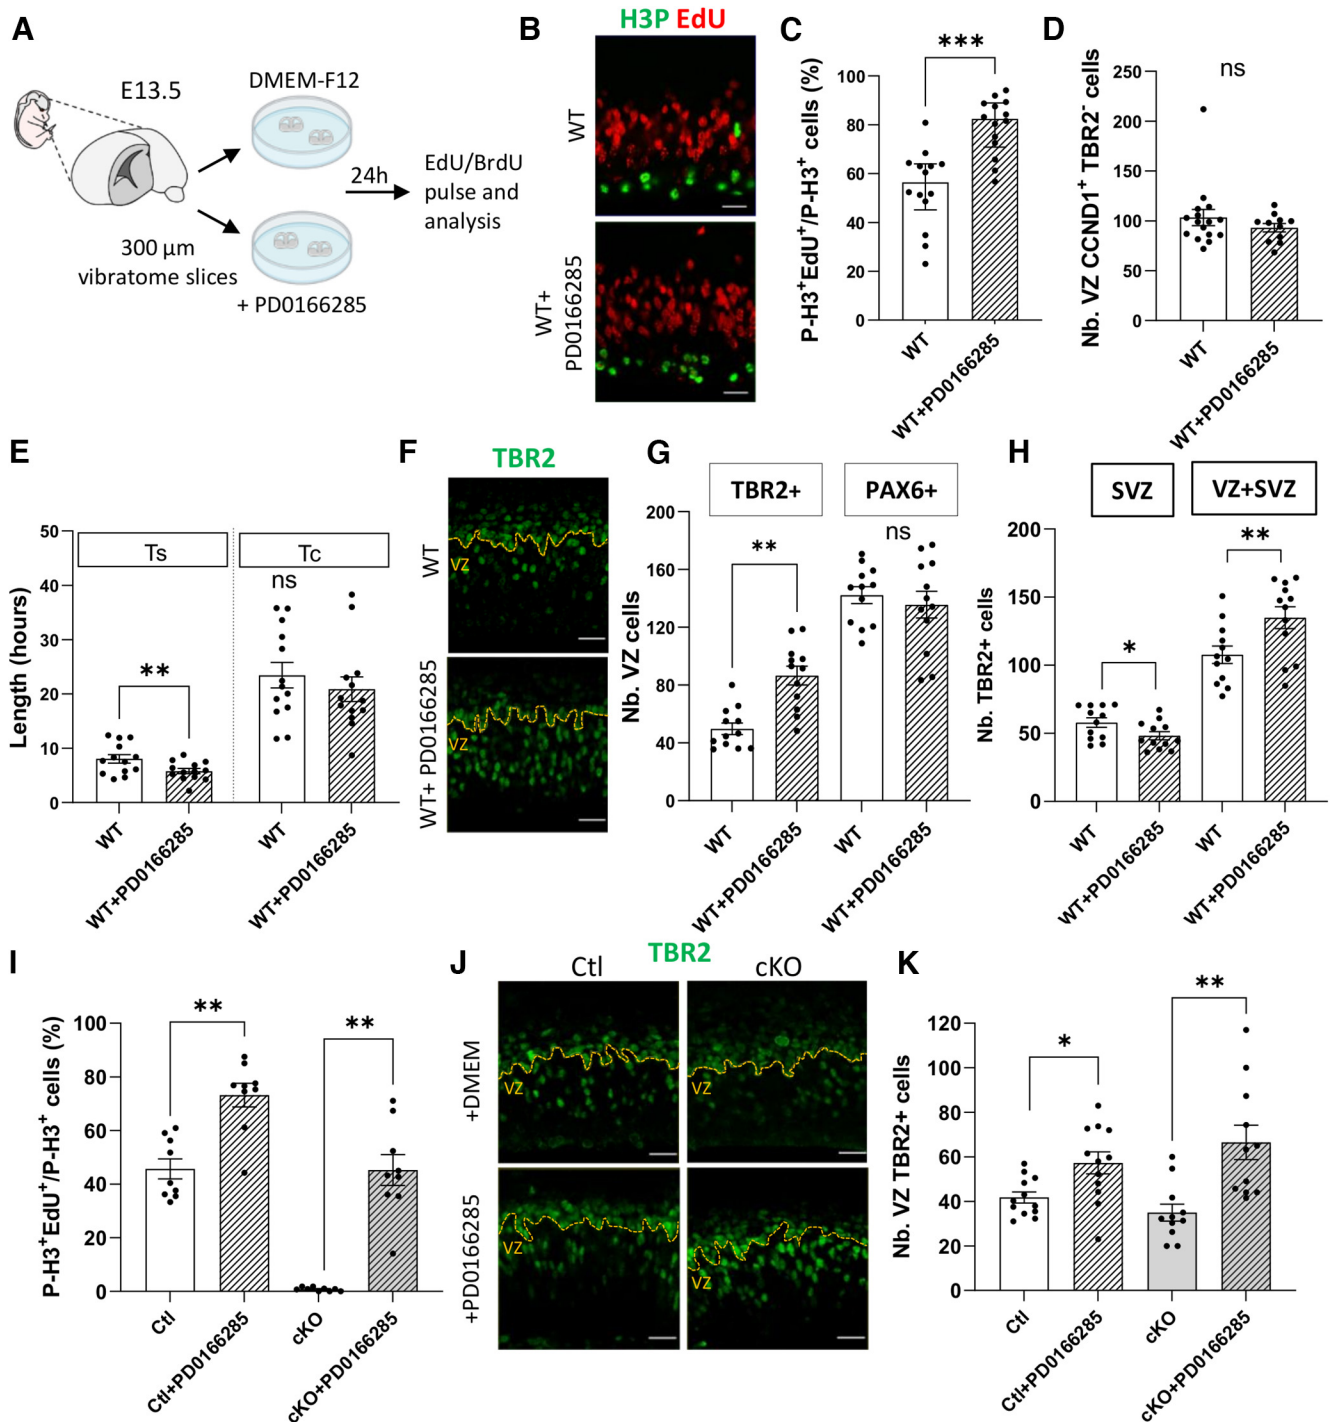 A
E13.5
DMEM-F12
24h
EdU/BrdU
pulse and
analysis
300 µm
vibratome slices
+ PD0166285
B
H3P EdU
WT
WT+
PD0166285
C
P-H3⁺EdU⁺/P-H3⁺ cells (%)
100
80
60
40
20
0
***
WT
WT+PD0166285
D
Nb. VZ CCND1⁺ TBR2⁻ cells
250
200
150
100
50
0
ns
WT
WT+PD0166285
E
Length (hours)
50
40
30
20
10
0
Ts
Tc
**
ns
WT
WT+PD0166285
WT
WT+PD0166285
F
TBR2
WT
VZ
WT+ PD0166285
VZ
G
TBR2+
PAX6+
Nb. VZ cells
200
160
120
80
40
0
**
ns
WT
WT+PD0166285
WT
WT+PD0166285
H
SVZ
VZ+SVZ
Nb. TBR2+ cells
200
150
100
50
0
*
**
WT
WT+PD0166285
WT
WT+PD0166285
I
P-H3⁺EdU⁺/P-H3⁺ cells (%)
100
80
60
40
20
0
**
**
Ctl
Ctl+PD0166285
cKO
cKO+PD0166285
J
TBR2
Ctl
cKO
+DMEM
VZ
VZ
+PD0166285
VZ
VZ
K
Nb. VZ TBR2+ cells
120
100
80
60
40
20
0
*
**
Ctl
Ctl+PD0166285
cKO
cKO+PD0166285